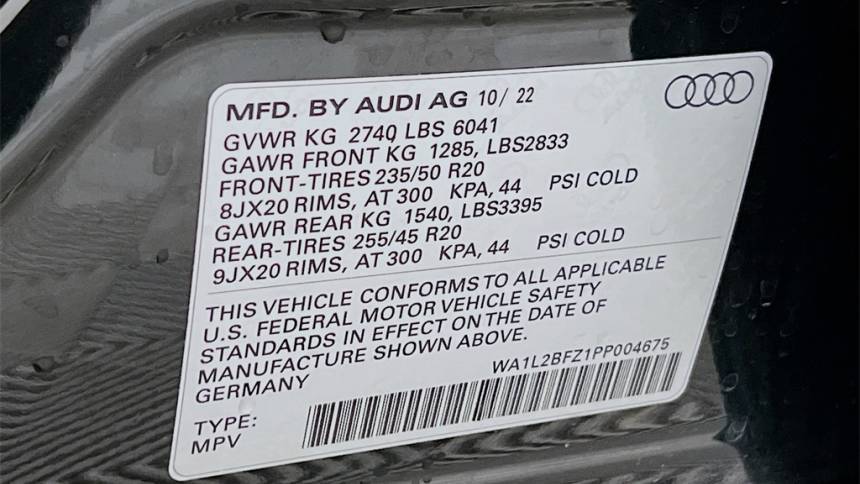 MFD. BY AUDI AG 10/ 22
GVWR KG 2740 LBS 6041
GAWR FRONT KG 1285, LBS2833
FRONT-TIRES 235/50 R20
8JX20 RIMS, AT 300 KPA, 44 PSI COLD
GAWR REAR KG 1540, LBS3395
REAR-TIRES 255/45 R20
9JX20 RIMS, AT 300 KPA, 44 PSI COLD
THIS VEHICLE CONFORMS TO ALL APPLICABLE
U.S. FEDERAL MOTOR VEHICLE SAFETY
STANDARDS IN EFFECT ON THE DATE OF
MANUFACTURE SHOWN ABOVE.
GERMANY
WA1L2BFZ1PP004675
TYPE:
MPV